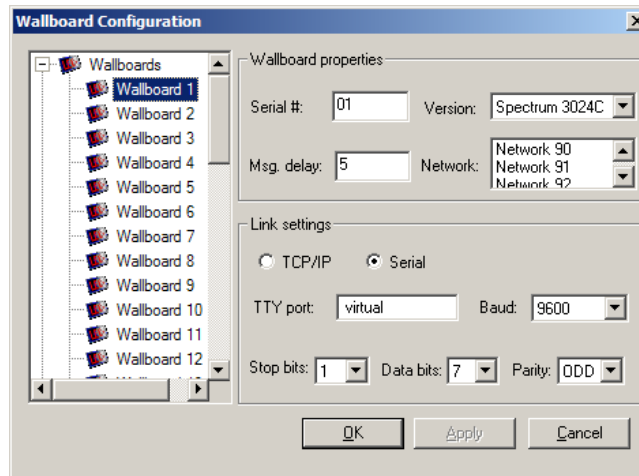 Wallboard Configuration
Wallboards
Wallboard 1
Wallboard 2
Wallboard 3
Wallboard 4
Wallboard 5
Wallboard 6
Wallboard 7
Wallboard 8
Wallboard 9
Wallboard 10
Wallboard 11
Wallboard 12
Wallboard properties
Serial #: 01 Version: Spectrum 3024C
Msg. delay: 5 Network: Network 90
Network 91
Network 92
Link settings
TCP/IP Serial
TTY port: virtual Baud: 9600
Stop bits: 1 Data bits: 7 Parity: ODD
OK Apply Cancel